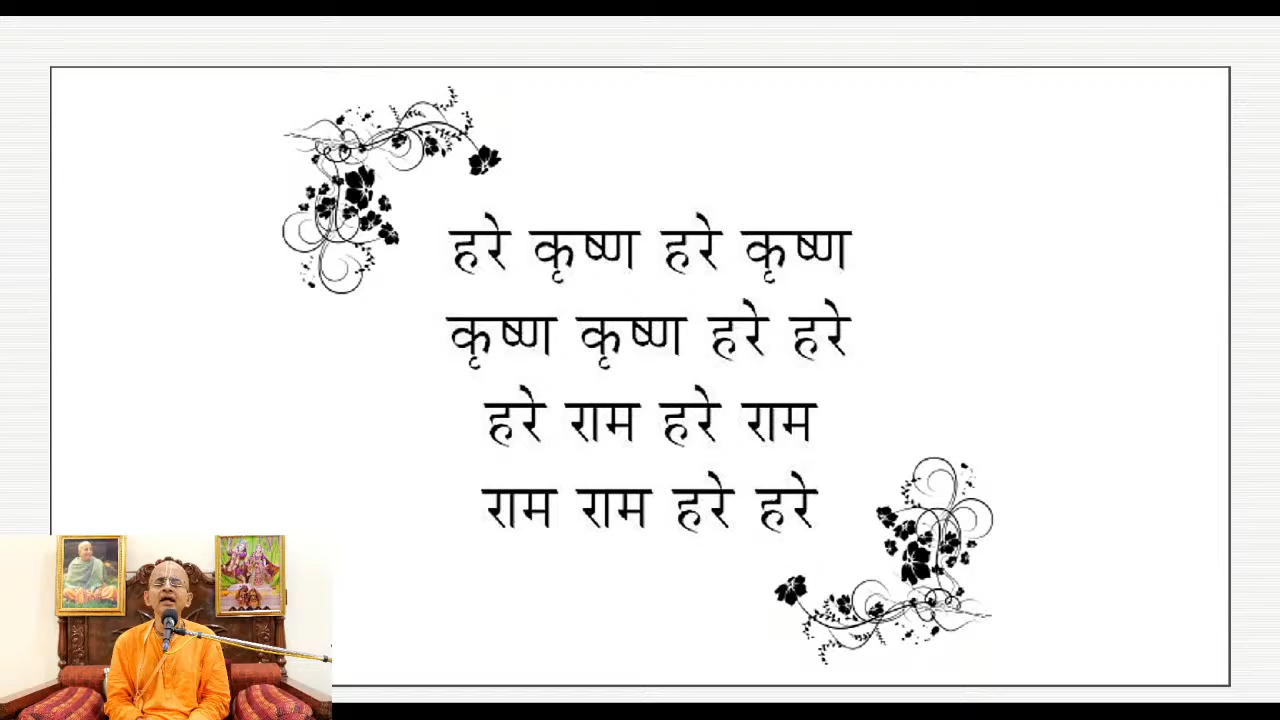 हरे कृष्ण हरे कृष्ण
कृष्ण कृष्ण हरे हरे
हरे राम हरे राम
राम राम हरे हरे